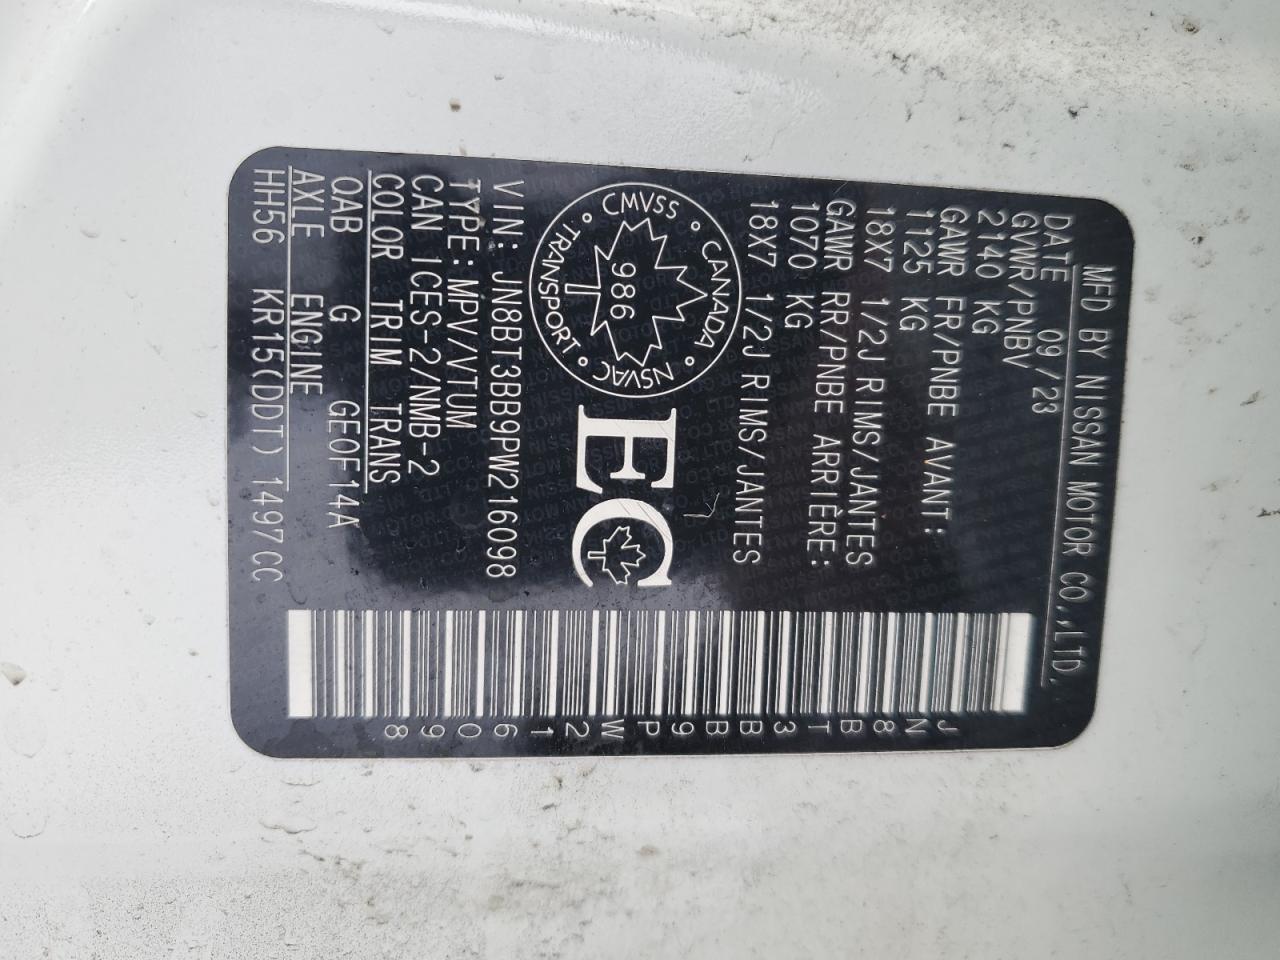 MFD BY NISSAN MOTOR CO.,LTD.
DATE 09/23
GVWR/PNBV
2140 KG
GAWR FR/PNBE AVANT:
1125 KG
18X7 1/2J RIMS/JANTES
GAWR RR/PNBE ARRIÈRE:
1070 KG
18X7 1/2J RIMS/JANTES
CMVSS CANADA NSVAC TRANSPORT
986
EC
VIN: JN8BT3BB9PW216098
TYPE: MPV/VTUM
CAN ICES-2/NMB-2
COLOR TRIM TRANS
QAB G GE0F14A
AXLE ENGINE
HH56 KR15(DDT) 1497CC
JN8BT3BB9PW216098